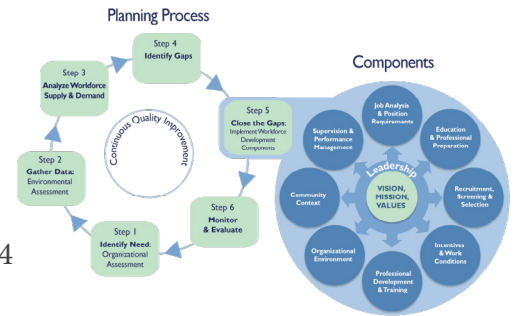 Planning Process
Step 4
Identify Gaps
Step 3
Analyze Workforce
Supply & Demand
Step 5
Close the Gaps:
Implement Workforce
Development
Components
Continuous Quality Improvement
Step 2
Gather Data:
Environmental
Assessment
Step 6
Monitor
& Evaluate
Step 1
Identify Need:
Organizational
Assessment
4
Components
Job Analysis
& Position
Requirements
Education
& Professional
Preparation
Recruitment,
Screening &
Selection
Incentives
& Work
Conditions
Professional
Development
& Training
Organizational
Environment
Community
Context
Supervision &
Performance
Management
Leadership
VISION,
MISSION,
VALUES